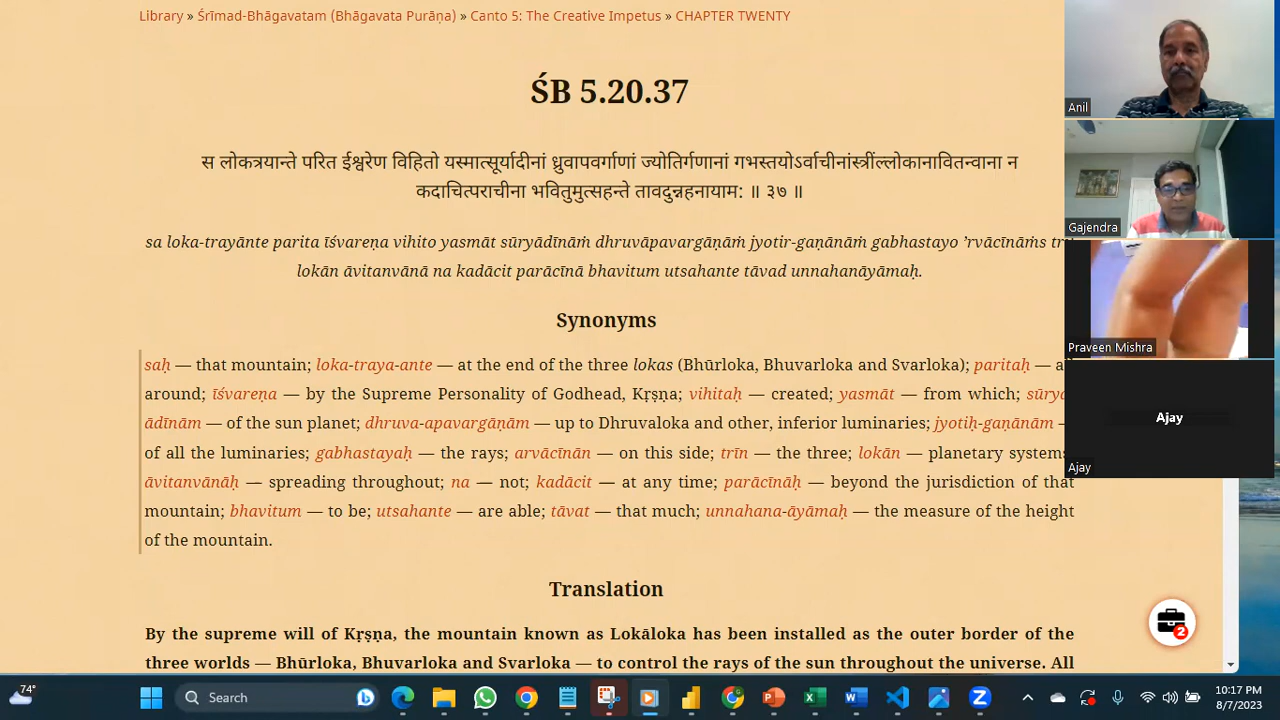 Library » Śrīmad-Bhāgavatam (Bhāgavata Purāṇa) » Canto 5: The Creative Impetus » CHAPTER TWENTY
ŚB 5.20.37
स लोकत्रयान्ते परित ईश्वरेण विहितो यस्मात्सूर्यादीनां ध्रुवापवर्गाणां ज्योतिर्गणानां गभस्तयोऽर्वाचीनांस्त्रींल्लोकानावितन्वाना न
कदाचित्पराचीना भवितुमुत्सहन्ते तावदुन्नहनायाम: ॥ ३७ ॥
sa loka-trayānte parita īśvareṇa vihito yasmāt sūryādīnāṁ dhruvāpavargāṇāṁ jyotir-gaṇānāṁ gabhastayo ’rvācīnāṁs
lokān āvitanvānā na kadācit parācīnā bhavitum utsahante tāvad unnahanāyāmaḥ.
Synonyms
saḥ — that mountain; loka-traya-ante — at the end of the three lokas (Bhūrloka, Bhuvarloka and Svarloka); paritaḥ —
around; īśvareṇa — by the Supreme Personality of Godhead, Kṛṣṇa; vihitaḥ — created; yasmāt — from which;
ādīnām — of the sun planet; dhruva-apavargāṇām — up to Dhruvaloka and other, inferior luminaries; jyotiḥ-gaṇānām —
of all the luminaries; gabhastayaḥ — the rays; arvācīnān — on this side; trīn — the three; lokān — planetary systems
āvitanvānāḥ — spreading throughout; na — not; kadācit — at any time; parācīnāḥ — beyond the jurisdiction of that
mountain; bhavitum — to be; utsahante — are able; tāvat — that much; unnahana-āyāmaḥ — the measure of the height
of the mountain.
Translation
By the supreme will of Kṛṣṇa, the mountain known as Lokāloka has been installed as the outer border of the
three worlds — Bhūrloka, Bhuvarloka and Svarloka — to control the rays of the sun throughout the universe. All
Anil
Gajendra
Praveen Mishra
Ajay
Ajay
2
74°
Search
10:17 PM
8/7/2023